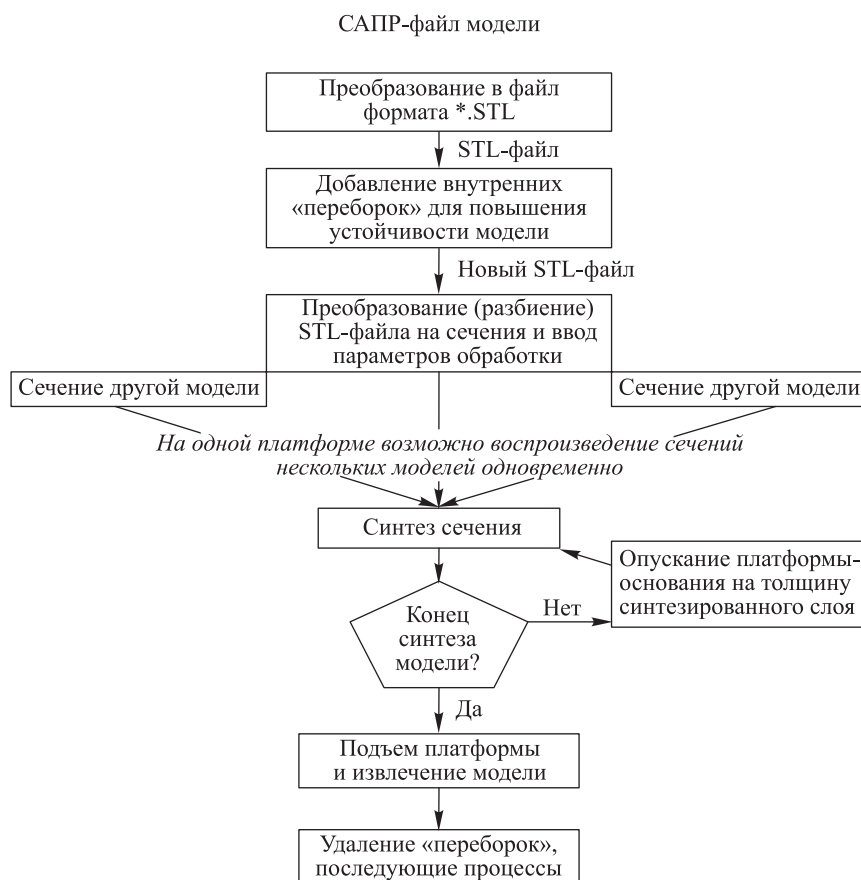 САПР-файл модели
Преобразование в файл
формата *.STL
STL-файл
Добавление внутренних
«переборок» для повышения
устойчивости модели
Новый STL-файл
Преобразование (разбиение)
STL-файла на сечения и ввод
параметров обработки
Сечение другой модели
Сечение другой модели
На одной платформе возможно воспроизведение сечений
нескольких моделей одновременно
Синтез сечения
Опускание платформы-
основания на толщину
синтезированного слоя
Конец
синтеза
модели?
Нет
Да
Подъем платформы
и извлечение модели
Удаление «переборок»,
последующие процессы